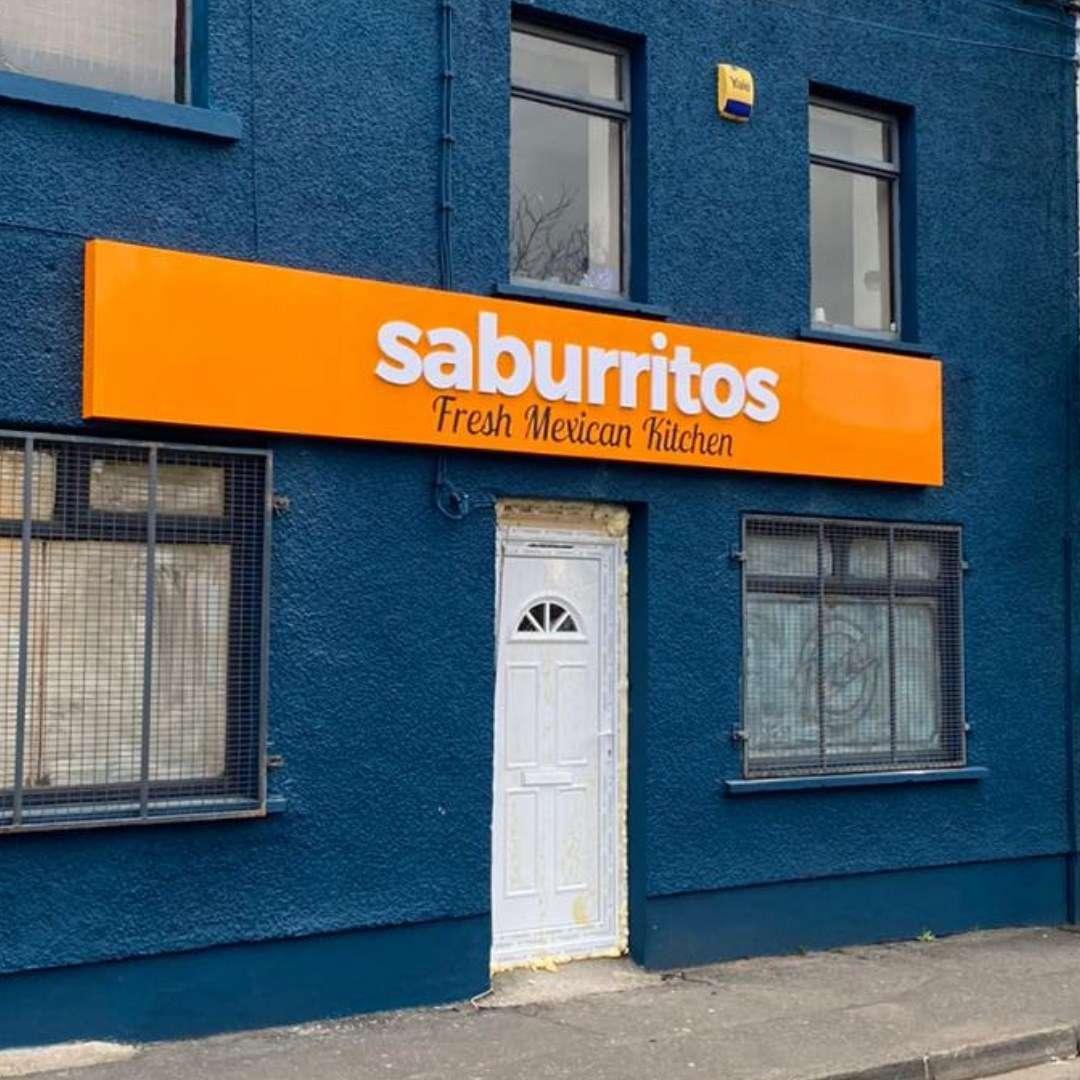 Yale
saburritos
Fresh Mexican Kitchen